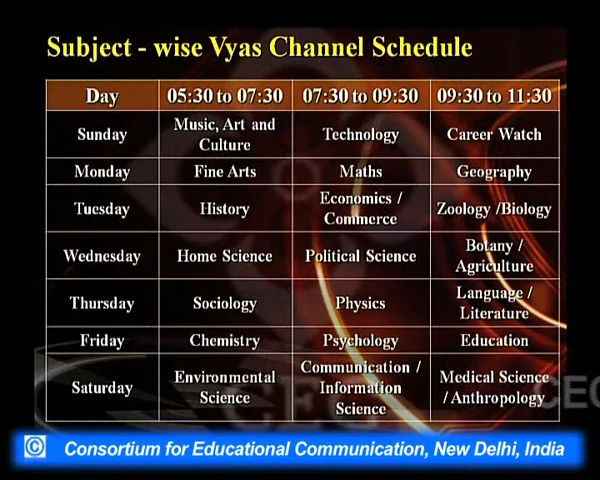 Subject - wise Vyas Channel Schedule
Day 05:30 to 07:30 07:30 to 09:30 09:30 to 11:30
Sunday Music, Art and Culture Technology Career Watch
Monday Fine Arts Maths Geography
Tuesday History Economics / Commerce Zoology /Biology
Wednesday Home Science Political Science Botany / Agriculture
Thursday Sociology Physics Language / Literature
Friday Chemistry Psychology Education
Saturday Environmental Science Communication / Information Science Medical Science / Anthropology
CEC
CEC
© Consortium for Educational Communication, New Delhi, India